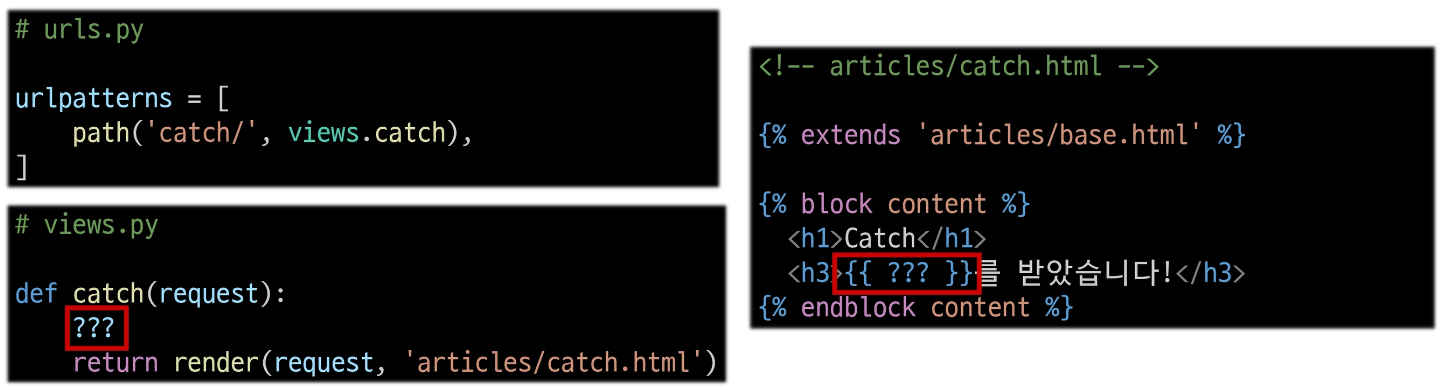 # urls.py
urlpatterns = [
    path('catch/', views.catch),
]
# views.py
def catch(request):
    ???
    return render(request, 'articles/catch.html')
<!-- articles/catch.html -->
{% extends 'articles/base.html' %}
{% block content %}
  <h1>Catch</h1>
  <h3>{{ ??? }}를 받았습니다!</h3>
{% endblock content %}